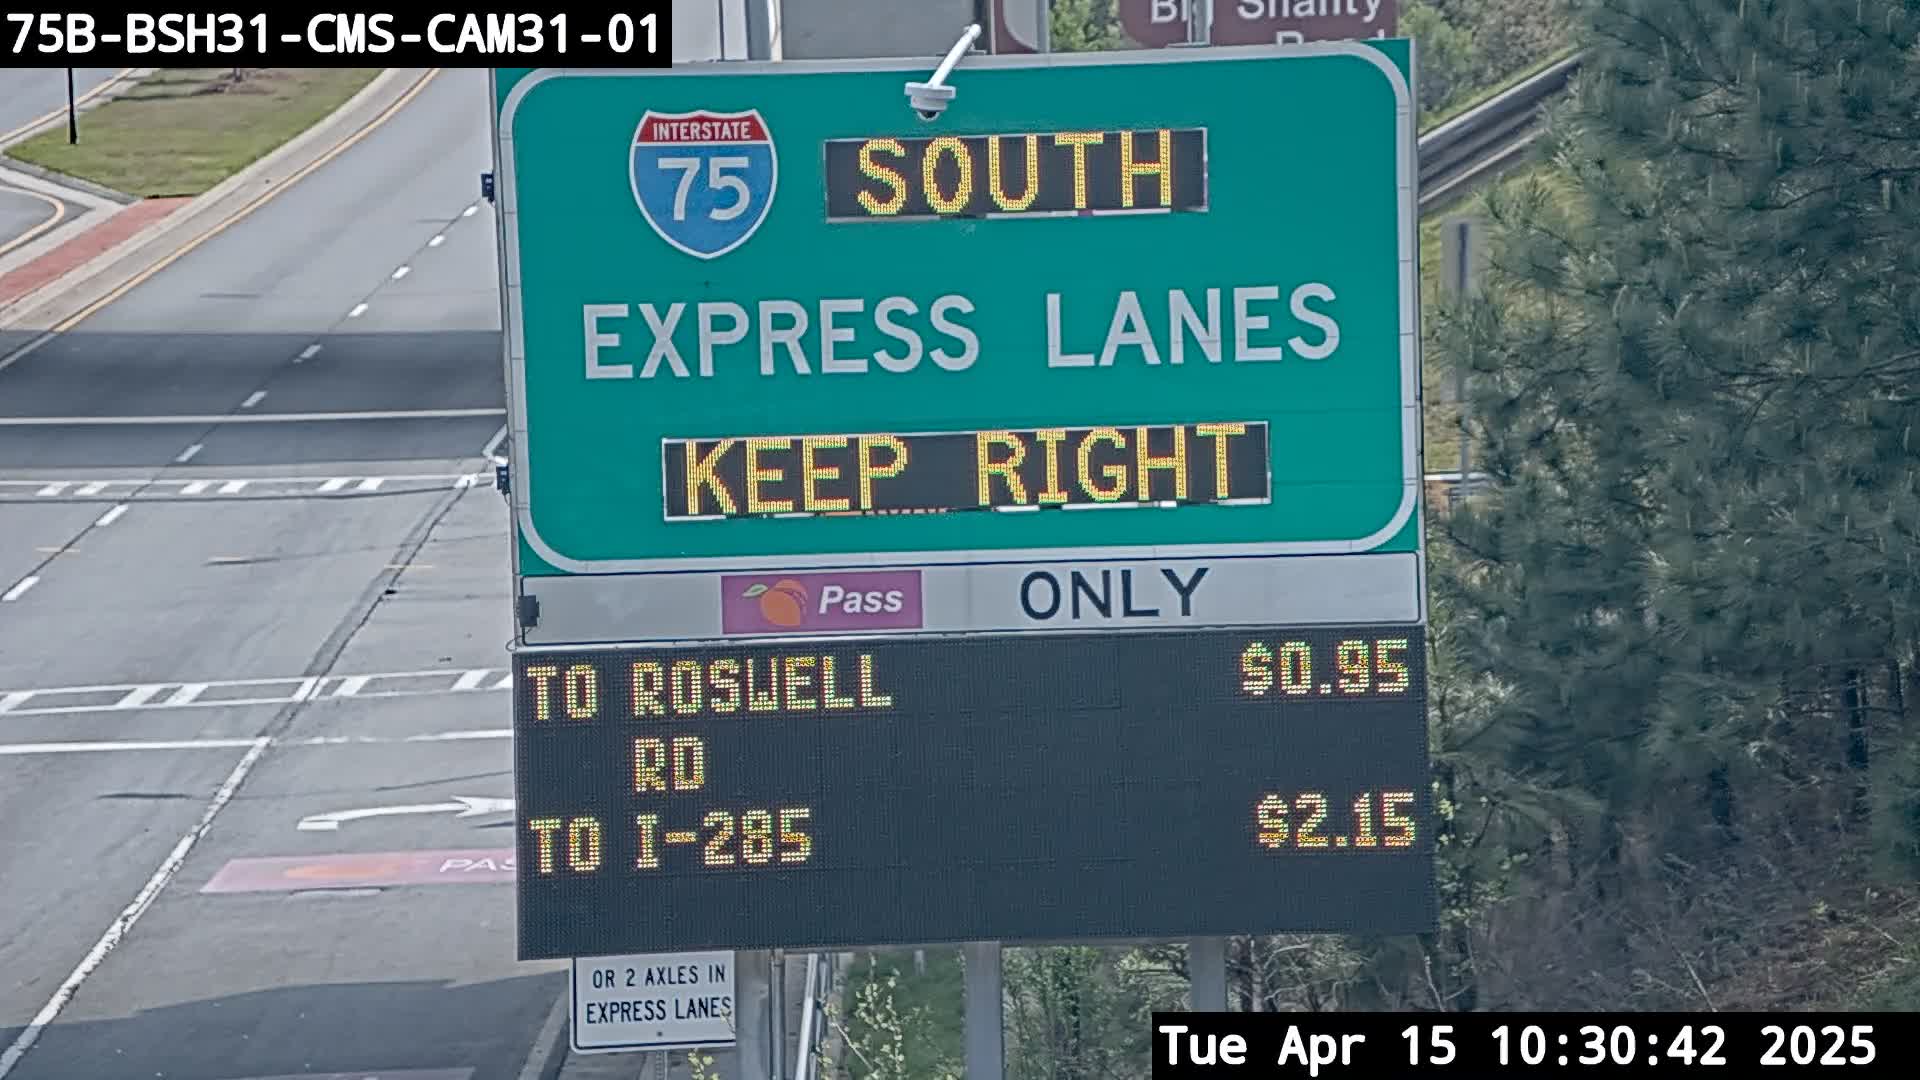 75B-BSH31-CMS-CAM31-01
Shanty
INTERSTATE
75
SOUTH
EXPRESS LANES
KEEP RIGHT
Pass ONLY
TO ROSWELL $0.95
RD
TO I-285 $2.15
OR 2 AXLES IN
EXPRESS LANES
Tue Apr 15 10:30:42 2025